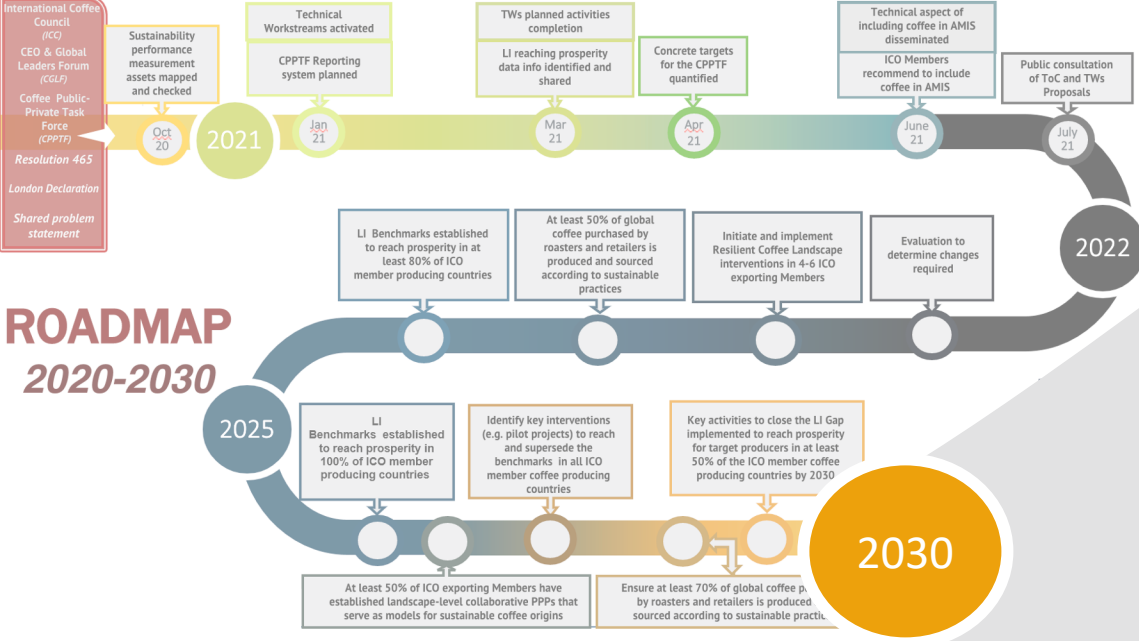 International Coffee
Council
(ICC)
CEO & Global
Leaders Forum
(CGLF)
Coffee Public-
Private Task
Force
(CPPTF)
Resolution 465
London Declaration
Shared problem
statement
Sustainability
performance
measurement
assets mapped
and checked
Oct
20
2021
Technical
Workstreams activated
CPPTF Reporting
system planned
Jan
21
TWs planned activities
completion
LI reaching prosperity
data info identified and
shared
Mar
21
Concrete targets
for the CPPTF
quantified
Apr
21
Technical aspect of
including coffee in AMIS
disseminated
ICO Members
recommend to include
coffee in AMIS
June
21
Public consultation
of ToC and TWs
Proposals
July
21
2022
Evaluation to
determine changes
required
Initiate and implement
Resilient Coffee Landscape
interventions in 4-6 ICO
exporting Members
At least 50% of global
coffee purchased by
roasters and retailers is
produced and sourced
according to sustainable
practices
LI Benchmarks established
to reach prosperity in at
least 80% of ICO
member producing countries
ROADMAP
2020-2030
2025
LI
Benchmarks established
to reach prosperity in
100% of ICO member
producing countries
At least 50% of ICO exporting Members have
established landscape-level collaborative PPPs that
serve as models for sustainable coffee origins
Identify key interventions
(e.g. pilot projects) to reach
and supersede the
benchmarks in all ICO
member coffee producing
countries
Ensure at least 70% of global coffee
by roasters and retailers is produced
sourced according to sustainable
Key activities to close the LI Gap
implemented to reach prosperity
for target producers in at least
50% of the ICO member coffee
producing countries by 2030
2030